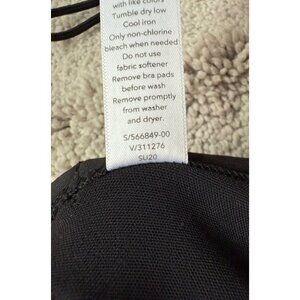 with like colors
Tumble dry low
Cool iron
Only non-chlorine
bleach when needed
Do not use
fabric softener
Remove bra pads
before wash
Remove promptly
from washer
and dryer.
S/566849-00
V/311276
SU20